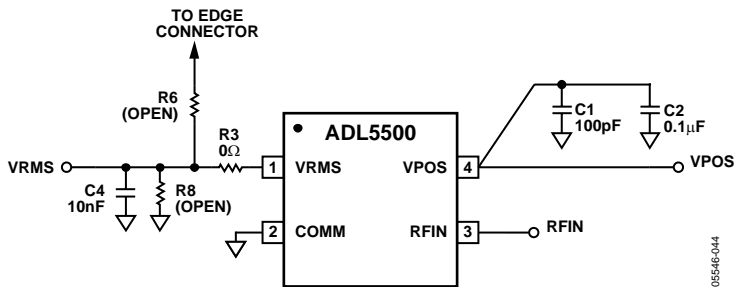 TO EDGE
CONNECTOR
R6
(OPEN)
R3
0Ω
VRMS
C4
10nF
R8
(OPEN)
ADL5500
1
VRMS
VPOS
4
2
COMM
RFIN
3
C1
100pF
C2
0.1μF
VPOS
RFIN
05546-044